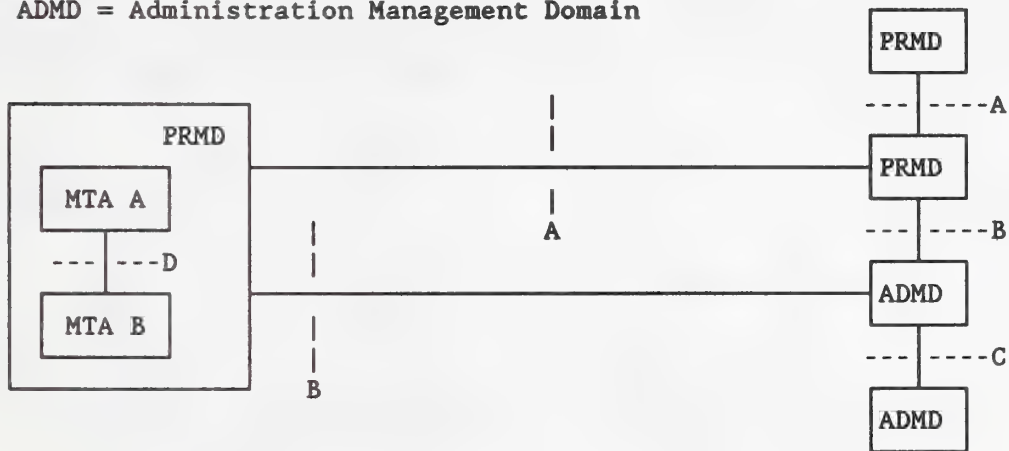 ADMD = Administration Management Domain
PRMD
A
PRMD
PRMD
MTA A
A
B
D
ADMD
MTA B
C
B
ADMD